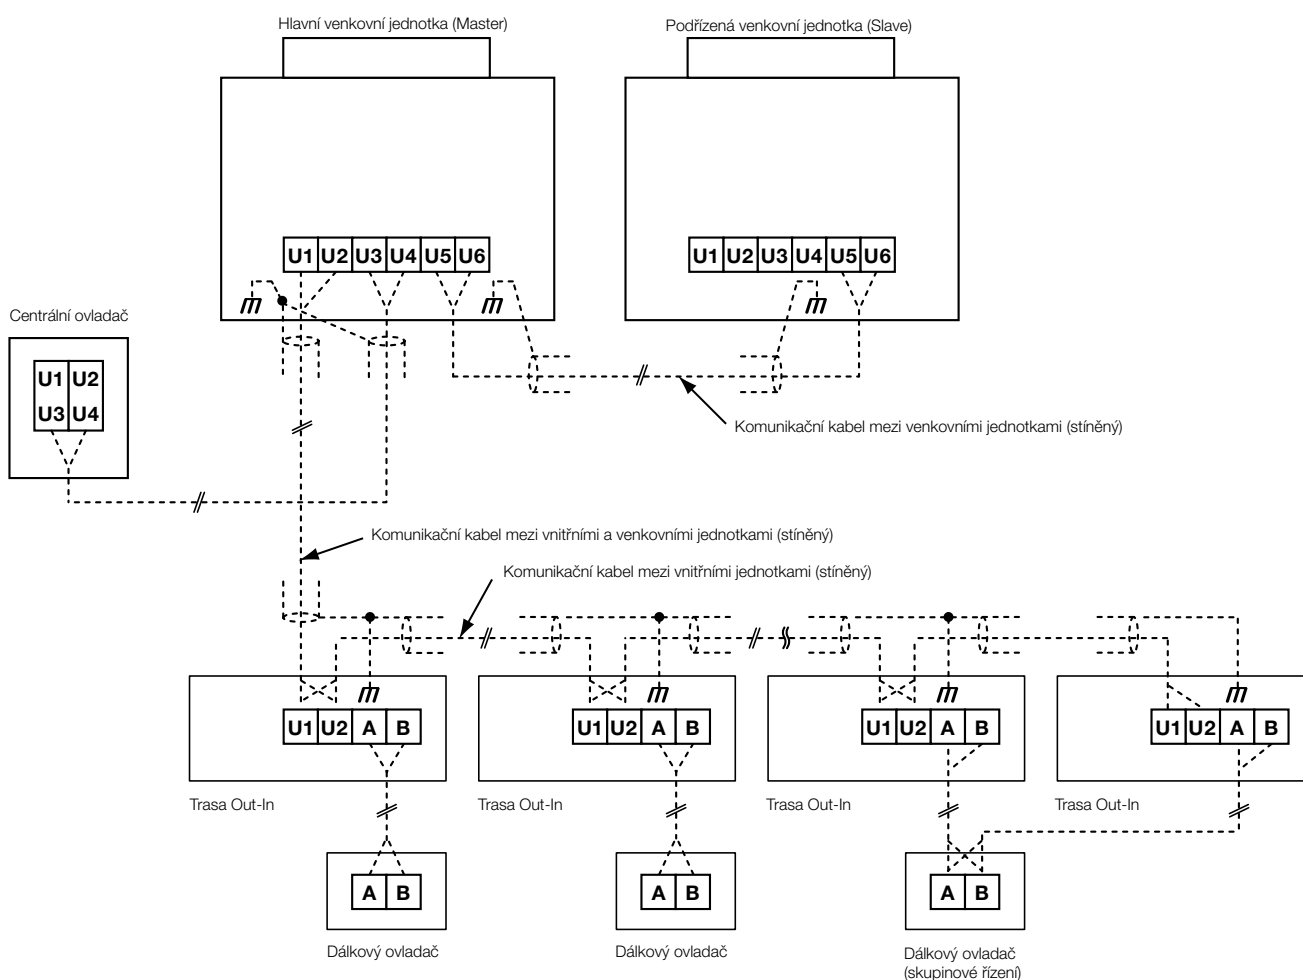 Hlavní venkovní jednotka (Master)
Podřízená venkovní jednotka (Slave)
U1 U2 U3 U4 U5 U6
U1 U2 U3 U4 U5 U6
Centrální ovladač
U1 U2
U3 U4
Komunikační kabel mezi venkovními jednotkami (stíněný)
Komunikační kabel mezi vnitřními a venkovními jednotkami (stíněný)
Komunikační kabel mezi vnitřními jednotkami (stíněný)
U1 U2 A B
U1 U2 A B
U1 U2 A B
U1 U2 A B
Trasa Out-In
Trasa Out-In
Trasa Out-In
Trasa Out-In
A B
A B
A B
Dálkový ovladač
Dálkový ovladač
Dálkový ovladač
(skupinové řízení)